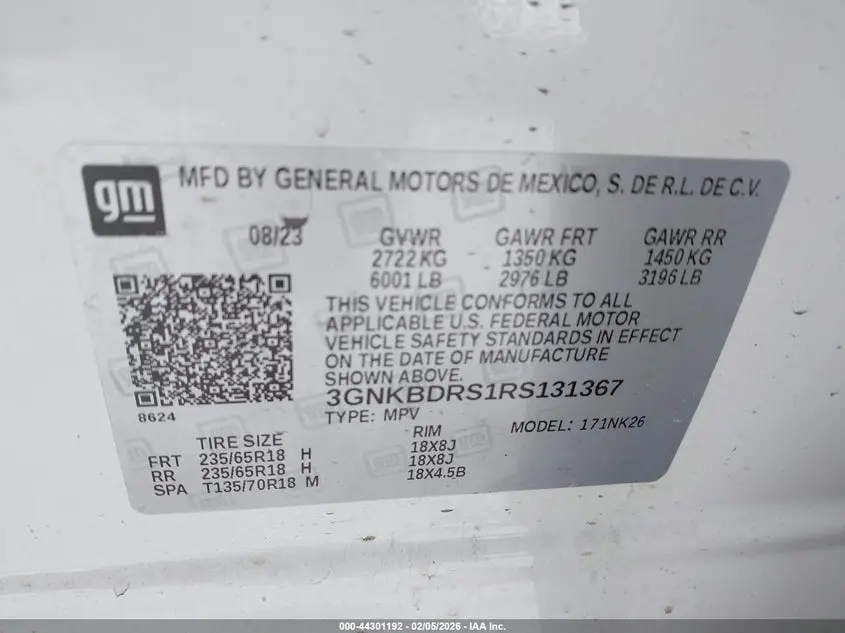 gm
MFD BY GENERAL MOTORS DE MEXICO, S. DE R.L. DE C.V.
08/23 GVWR GAWR FRT GAWR RR
2722 KG 1350 KG 1450 KG
6001 LB 2976 LB 3196 LB
THIS VEHICLE CONFORMS TO ALL
APPLICABLE U.S. FEDERAL MOTOR
VEHICLE SAFETY STANDARDS IN EFFECT
ON THE DATE OF MANUFACTURE
SHOWN ABOVE.
3GNKBDRS1RS131367
8624
TYPE: MPV MODEL: 171NK26
TIRE SIZE RIM
FRT 235/65R18 H 18X8J
RR 235/65R18 H 18X8J
SPA T135/70R18 M 18X4.5B
000-44301192 - 02/05/2026 - IAA Inc.